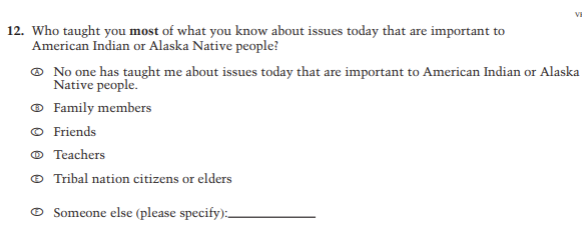 VI
12. Who taught you most of what you know about issues today that are important to
American Indian or Alaska Native people?
Ⓐ No one has taught me about issues today that are important to American Indian or Alaska
Native people.
Ⓑ Family members
Ⓒ Friends
Ⓓ Teachers
Ⓔ Tribal nation citizens or elders
Ⓕ Someone else (please specify):